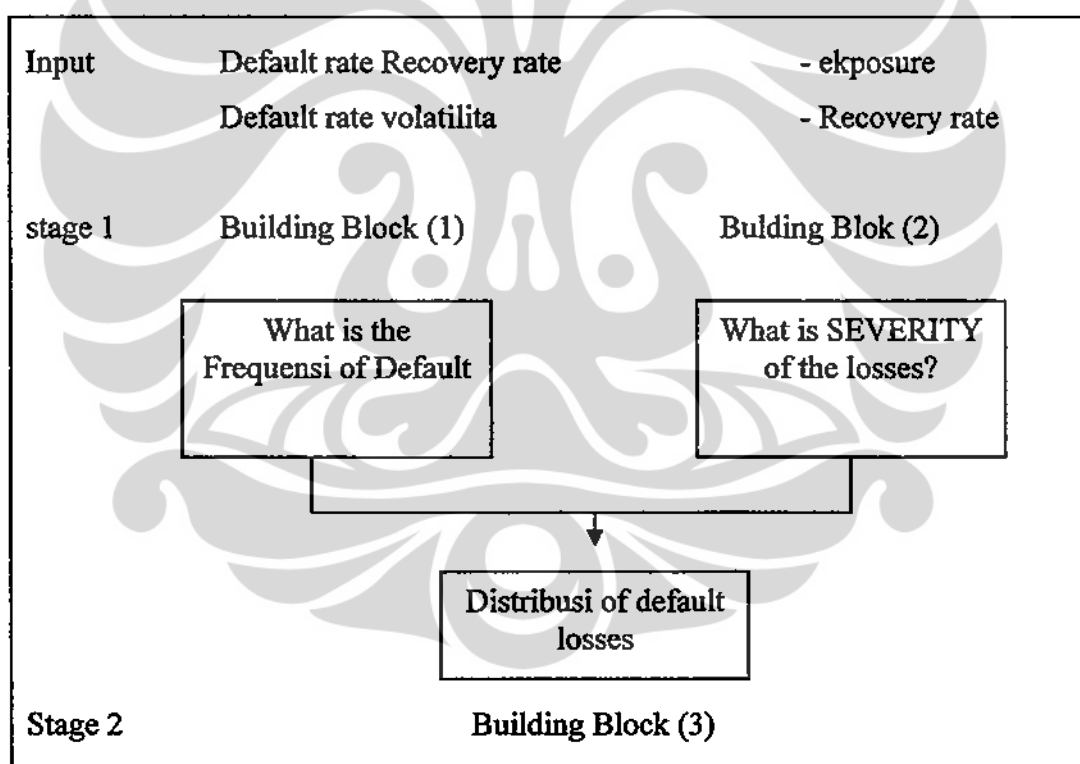 Input Default rate Recovery rate - ekposure
Default rate volatilita - Recovery rate
stage 1 Building Block (1) Bulding Blok (2)
What is the
Frequensi of Default
What is SEVERITY
of the losses?
Distribusi of default
losses
Stage 2 Building Block (3)